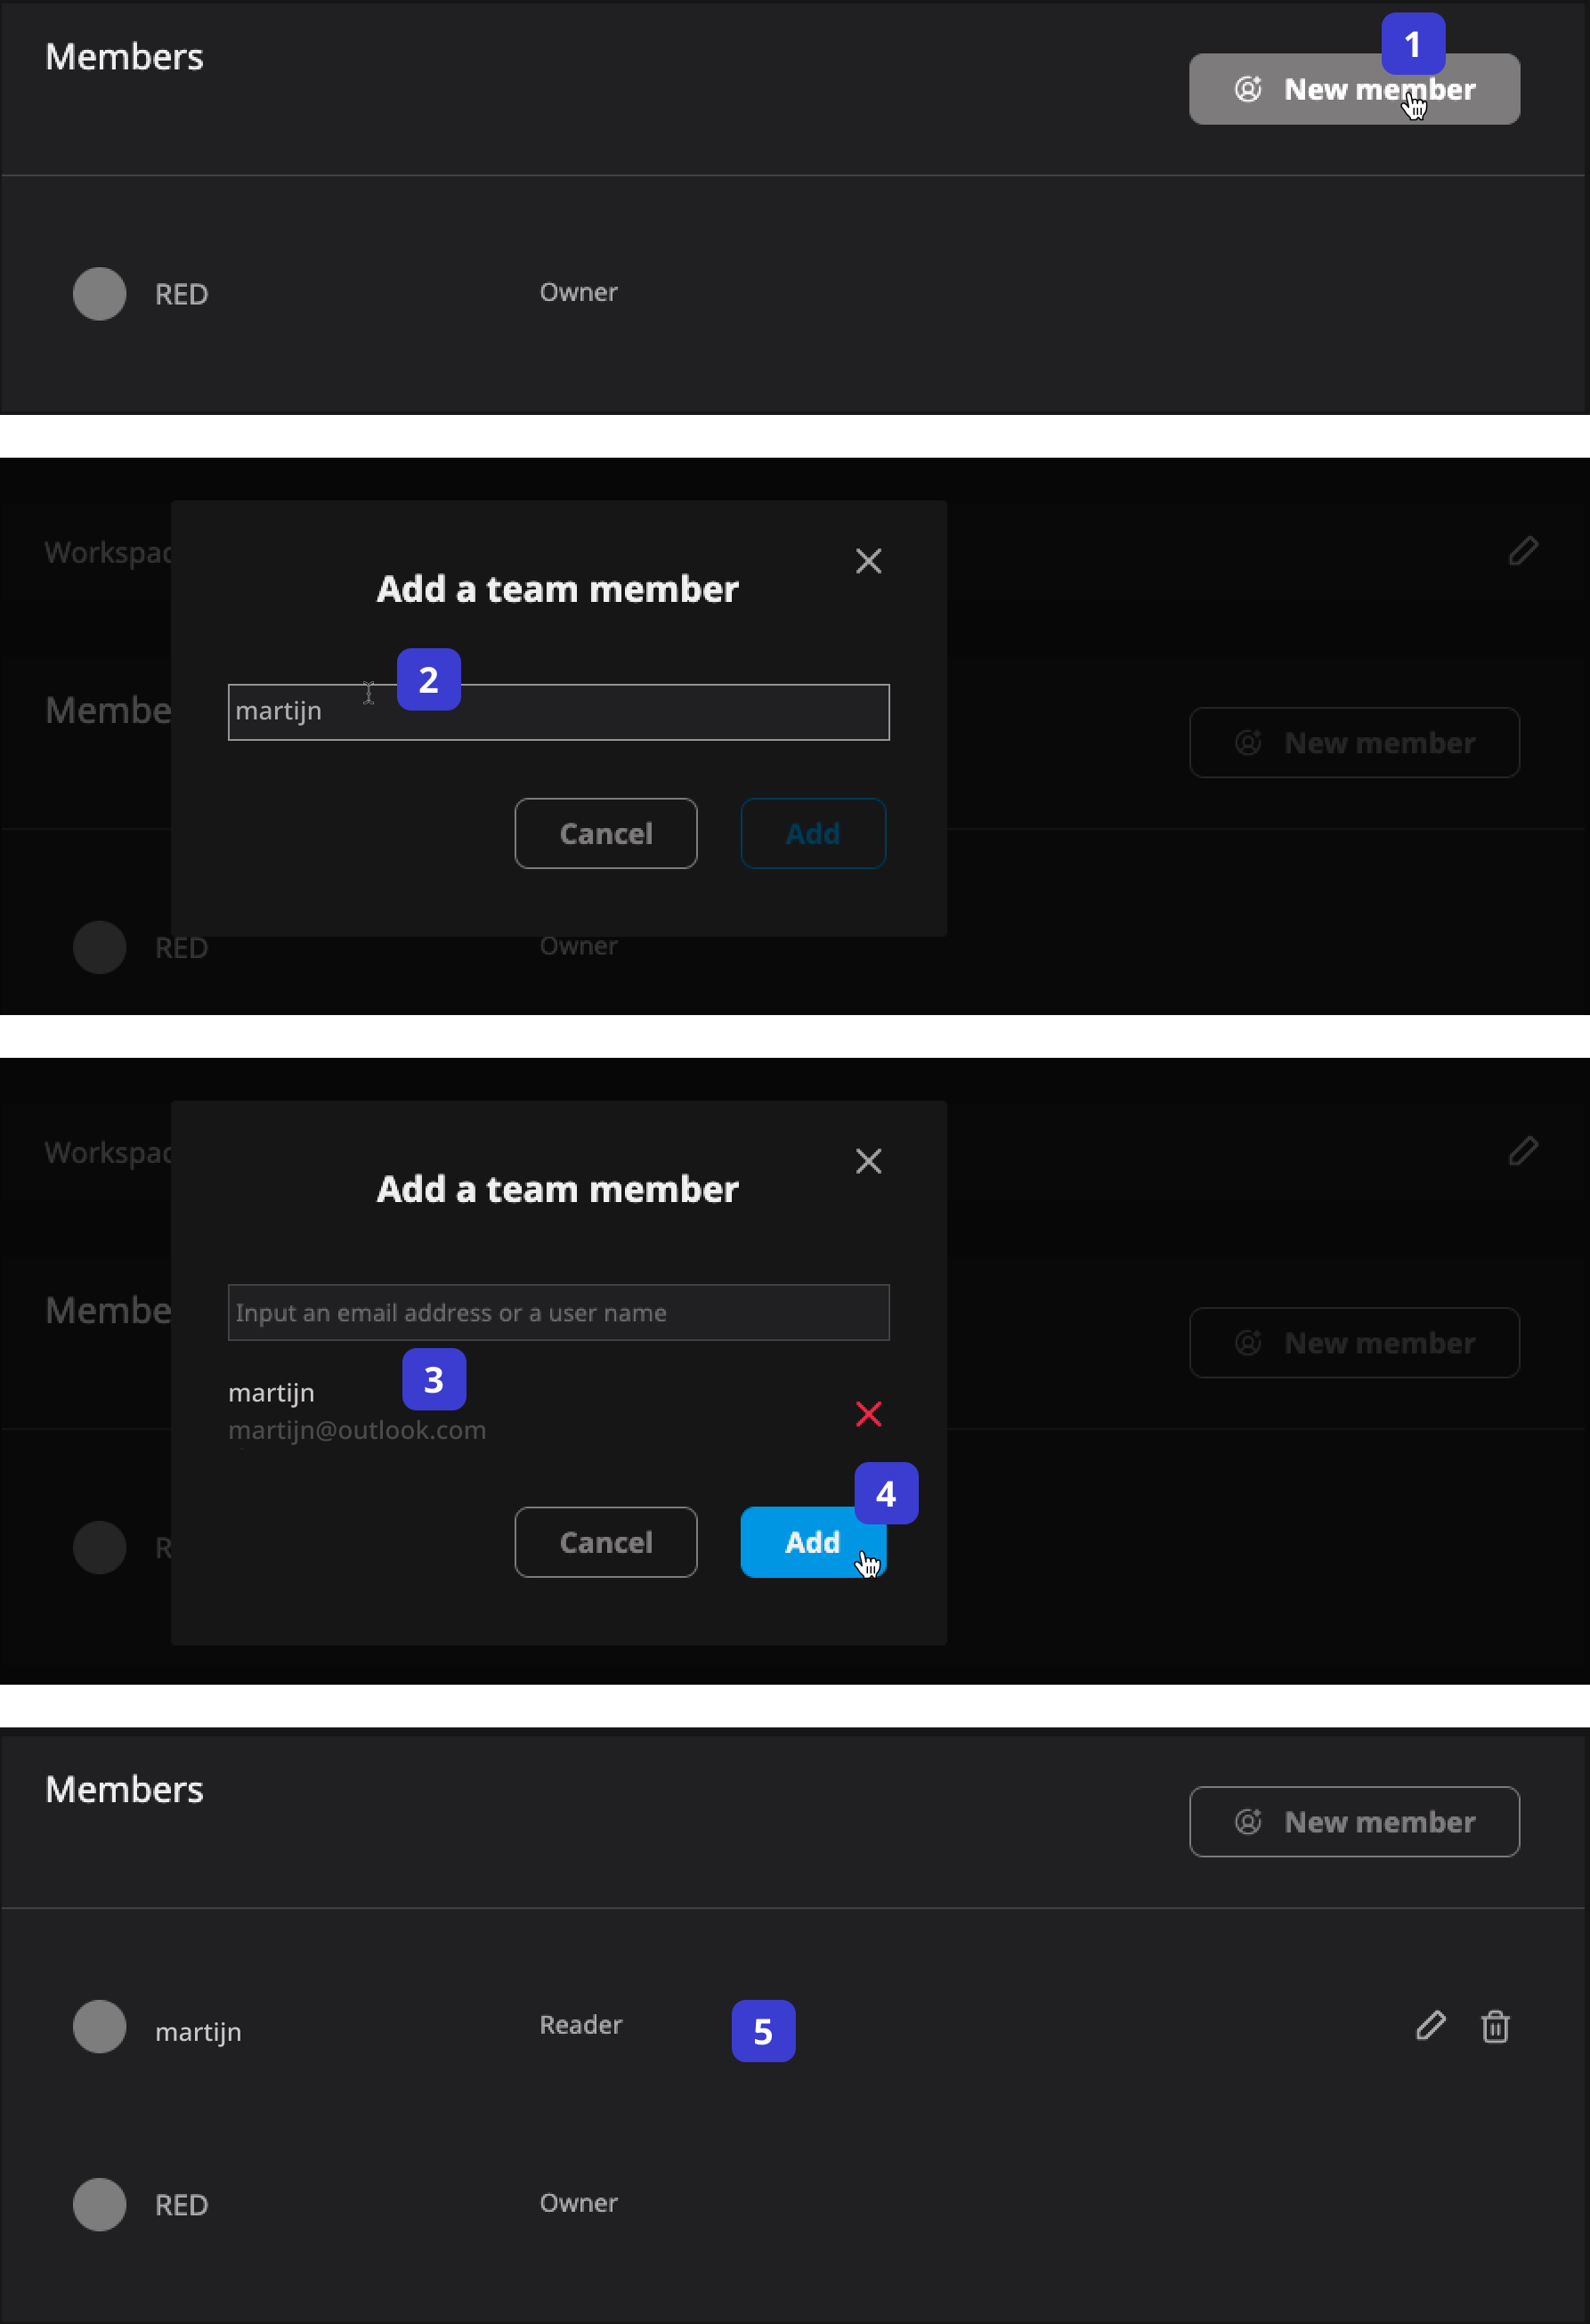 Members
1
New member
RED
Owner
Workspac
Add a team member
2
martijn
Membe
New member
Cancel
Add
RED
Owner
Workspac
Add a team member
Membe
Input an email address or a user name
New member
3
martijn
martijn@outlook.com
4
R
Cancel
Add
Members
New member
martijn
Reader
5
RED
Owner